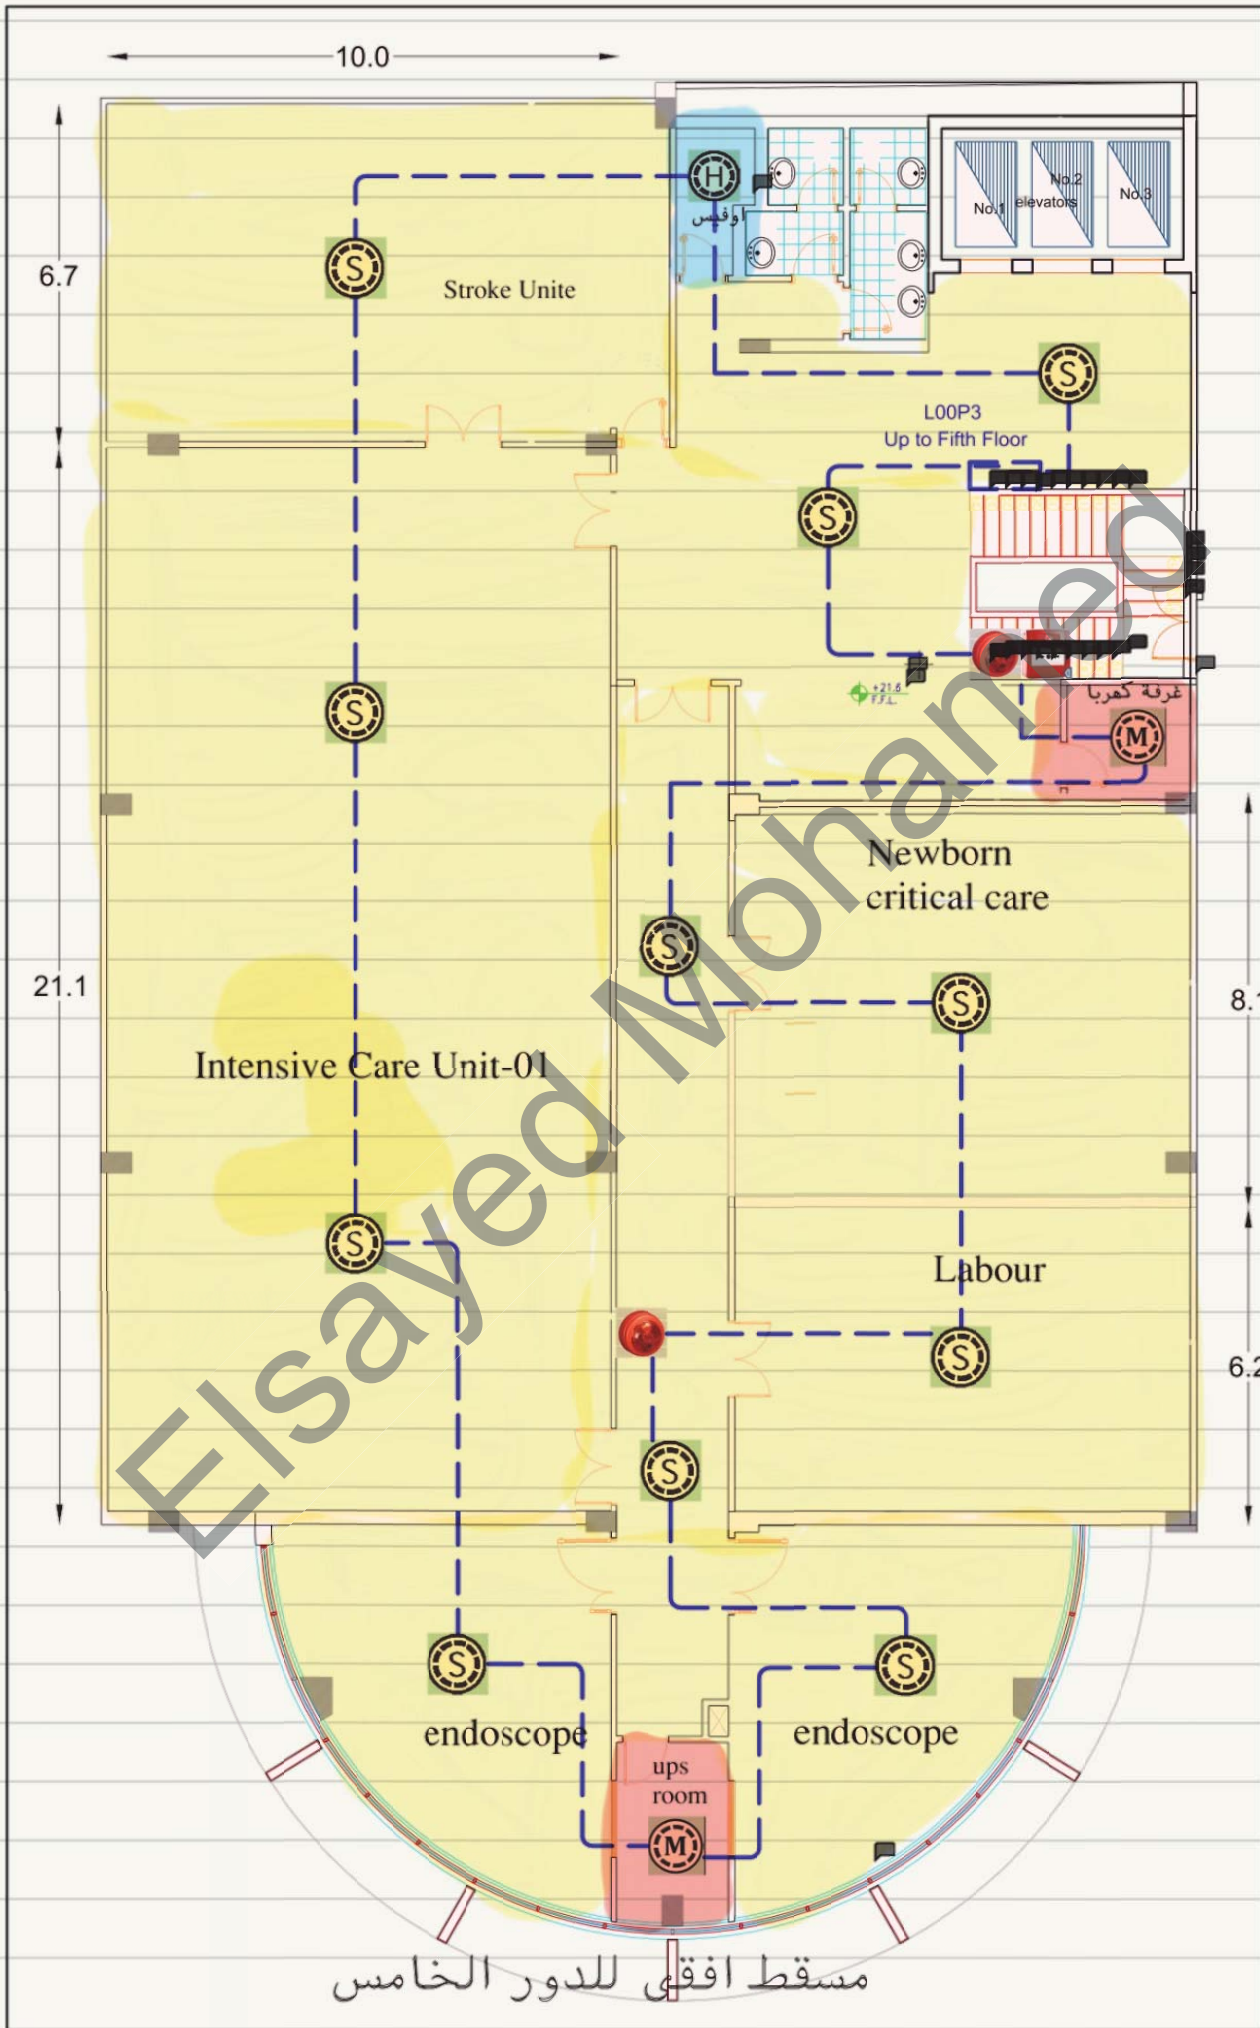 10.0
H
اوفيس
No.1
elevators
No.2
No.3
6.7
S
Stroke Unite
S
L00P3
Up to Fifth Floor
S
+21.6
F.F.L.
غرفة كهربا
M
S
Newborn
critical care
S
S
21.1
8.1
Intensive Care Unit-01
S
Labour
S
6.2
S
S
endoscope
S
endoscope
ups
room
M
مسقط افقى للدور الخامس
Elsayed Mohamed